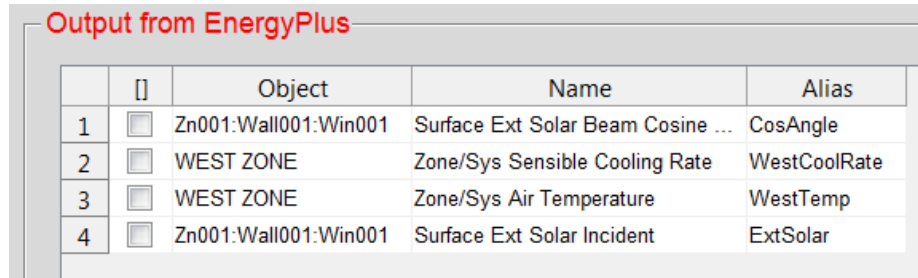 Output from EnergyPlus
[] Object Name Alias
1 Zn001:Wall001:Win001 Surface Ext Solar Beam Cosine ... CosAngle
2 WEST ZONE Zone/Sys Sensible Cooling Rate WestCoolRate
3 WEST ZONE Zone/Sys Air Temperature WestTemp
4 Zn001:Wall001:Win001 Surface Ext Solar Incident ExtSolar